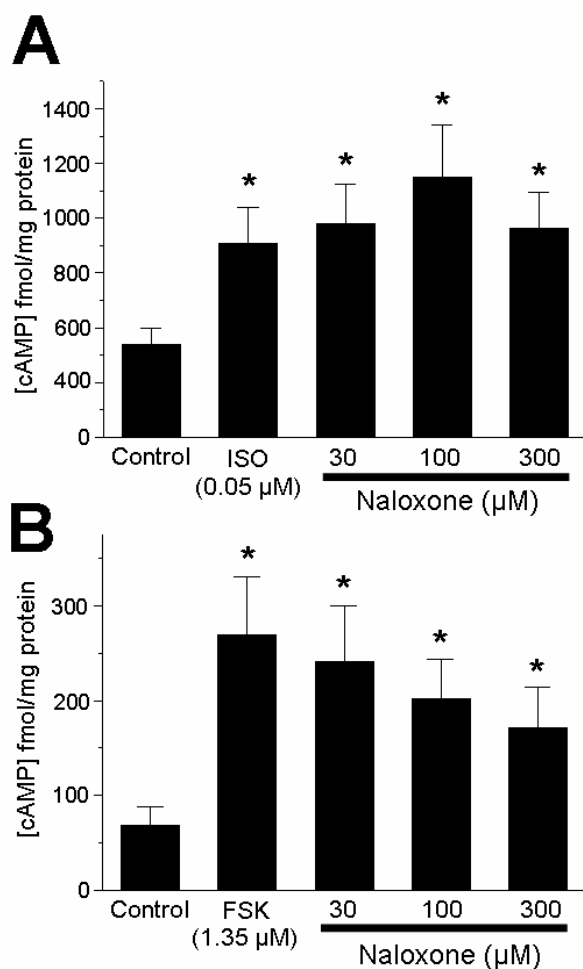 A
[cAMP] fmol/mg protein
1400
1200
1000
800
600
400
200
0
*
*
*
*
Control
ISO
(0.05 µM)
30
100
300
Naloxone (µM)
B
[cAMP] fmol/mg protein
300
200
100
0
*
*
*
*
Control
FSK
(1.35 µM)
30
100
300
Naloxone (µM)